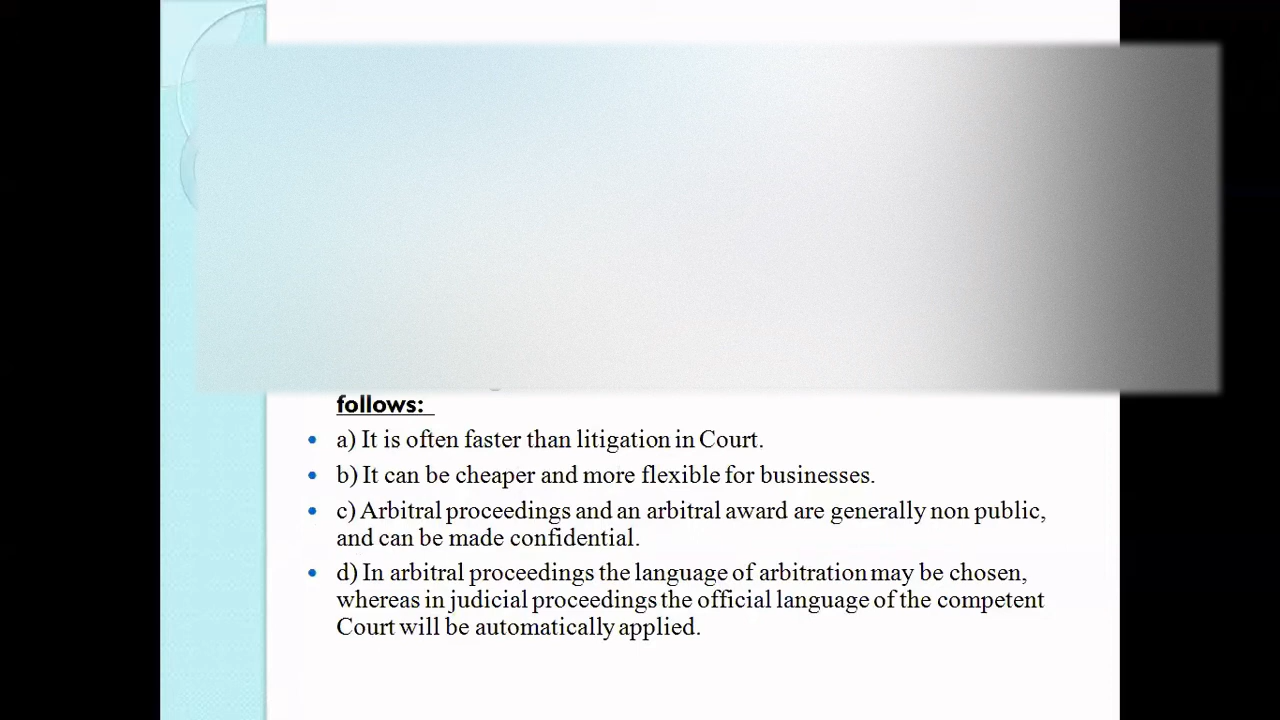 follows:
a) It is often faster than litigation in Court.
b) It can be cheaper and more flexible for businesses.
c) Arbitral proceedings and an arbitral award are generally non public,
and can be made confidential.
d) In arbitral proceedings the language of arbitration may be chosen,
whereas in judicial proceedings the official language of the competent
Court will be automatically applied.